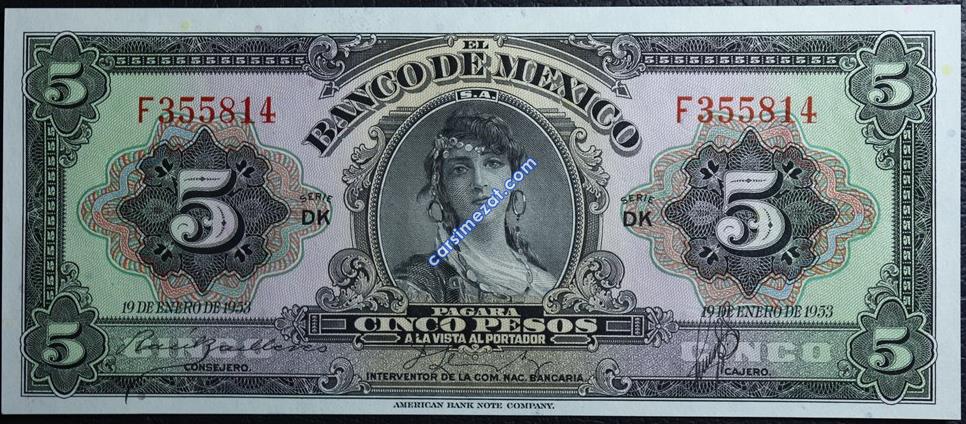 EL
BANCO DE MEXICO
S.A.
5
5
F355814
F355814
5
5
SERIE
DK
SERIE
DK
carsimezat.com
19 DE ENERO DE 1953
19 DE ENERO DE 1953
PAGARA
CINCO PESOS
A LA VISTA AL PORTADOR
5
5
CINCO
CINCO
CONSEJERO.
INTERVENTOR DE LA COM. NAC. BANCARIA
CAJERO.
AMERICAN BANK NOTE COMPANY.